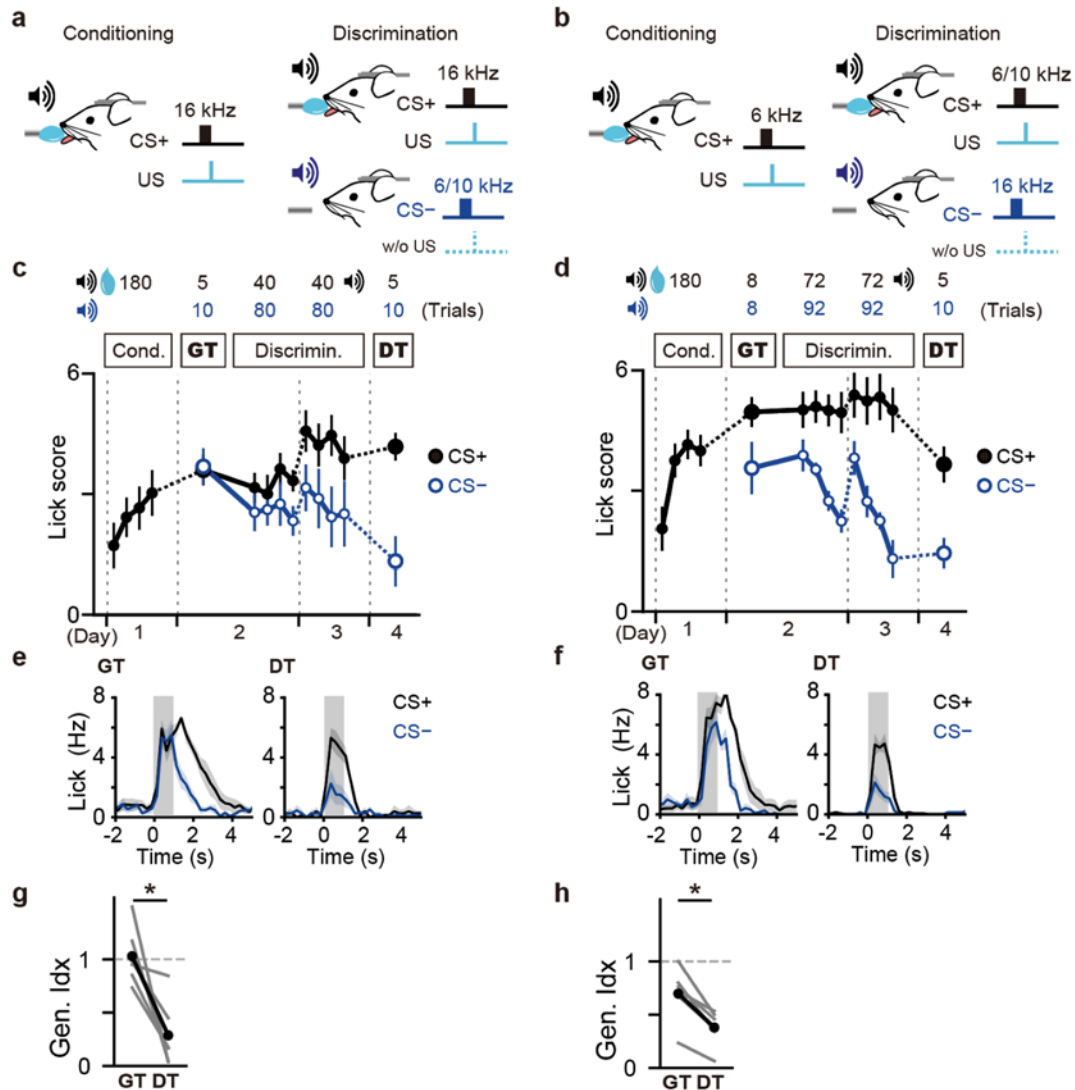 a
Conditioning
Discrimination
16 kHz
CS+
US
16 kHz
CS+
US
6/10 kHz
CS−
w/o US
b
Conditioning
Discrimination
6 kHz
CS+
US
6/10 kHz
CS+
US
16 kHz
CS−
w/o US
c
180 5 40 40 5
10 80 80 10 (Trials)
Cond. GT Discrimin. DT
6
3
0
Lick score
CS+
CS−
(Day) 1 2 3 4
d
180 8 72 72 5
8 92 92 10 (Trials)
Cond. GT Discrimin. DT
6
3
0
Lick score
CS+
CS−
(Day) 1 2 3 4
e
GT DT
8 8
4 4
0 0
Lick (Hz)
CS+
CS−
-2 0 2 4 -2 0 2 4
Time (s) Time (s)
f
GT DT
8 8
4 4
0 0
Lick (Hz)
CS+
CS−
-2 0 2 4 -2 0 2 4
Time (s) Time (s)
g
*
1
0
Gen. Idx
GT DT
h
*
1
0
Gen. Idx
GT DT